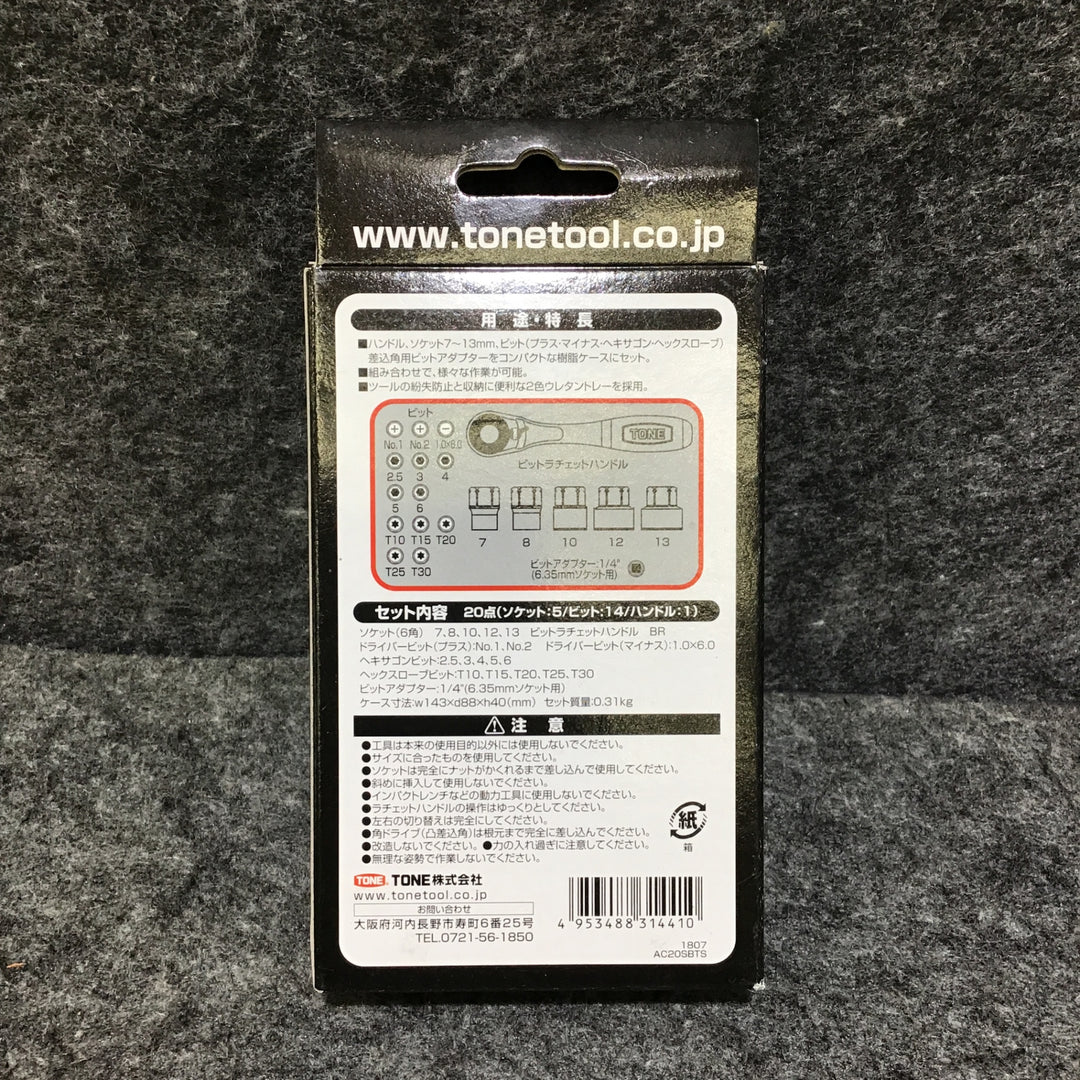 www.tonetool.co.jp
用途・特長
■ハンドル、ソケット7～13mm、ビット(プラス・マイナス・ヘキサゴン・ヘックスローブ)
差込角用ビットアダプターをコンパクトな樹脂ケースにセット。
■組み合わせで、様々な作業が可能。
■ツールの紛失防止と収納に便利な2色ウレタントレーを採用。
ビット
No.1 No.2 1.0×6.0
TONE
ビットラチェットハンドル
2.5 3 4
5 6
T10 T15 T20
T25 T30
7 8 10 12 13
ビットアダプター:1/4"
(6.35mmソケット用)
セット内容 20点(ソケット:5/ビット:14/ハンドル:1)
ソケット(6角) 7、8、10、12、13 ビットラチェットハンドル BR
ドライバービット(プラス):No.1、No.2 ドライバービット(マイナス):1.0×6.0
ヘキサゴンビット:2.5、3、4、5、6
ヘックスローブビット:T10、T15、T20、T25、T30
ビットアダプター:1/4"(6.35mmソケット用)
ケース寸法:w143×d88×h40(mm) セット質量:0.31kg
⚠注意
●工具は本来の使用目的以外には使用しないでください。
●サイズに合ったものを使用してください。
●ソケットは完全にナットがかくれるまで差し込んで使用してください。
●斜めに挿入して使用しないでください。
●インパクトレンチなどの動力工具に使用しないでください。
●ラチェットハンドルの操作はゆっくりとしてください。
●左右の切り替えは完全にしてください。
●角ドライブ(凸差込角)は根元まで完全に差し込んでください。
●改造しないでください。 ●力の入れ過ぎに注意してください。
●無理な姿勢で作業しないでください。
紙
箱
TONE TONE株式会社
www.tonetool.co.jp
お問い合わせ
大阪府河内長野市寿町6番25号
TEL.0721-56-1850
4 953488 314410
1807
AC20SBTS